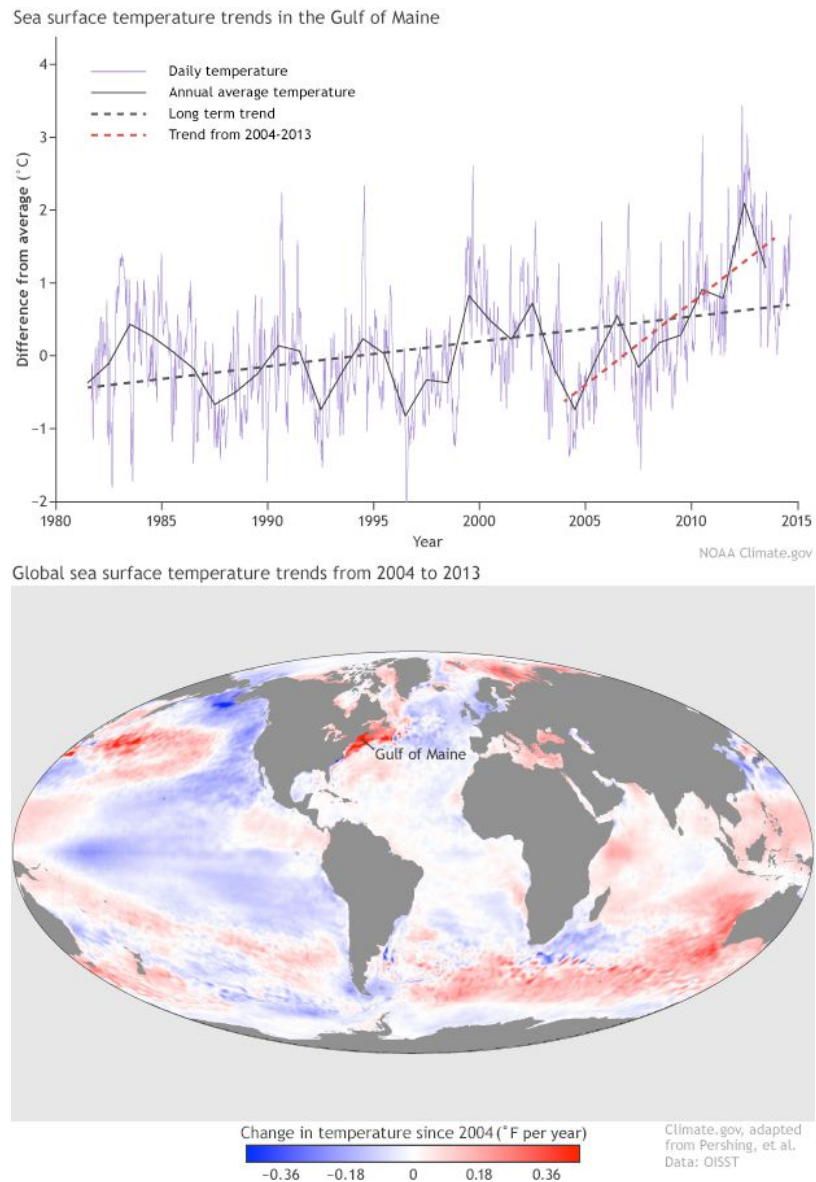 Sea surface temperature trends in the Gulf of Maine
4
3
2
1
0
−1
−2
Difference from average (°C)
Daily temperature
Annual average temperature
Long term trend
Trend from 2004-2013
1980 1985 1990 1995 2000 2005 2010 2015
Year
NOAA Climate.gov
Global sea surface temperature trends from 2004 to 2013
Gulf of Maine
Change in temperature since 2004 (°F per year)
−0.36 −0.18 0 0.18 0.36
Climate.gov, adapted
from Pershing, et al.
Data: OISST